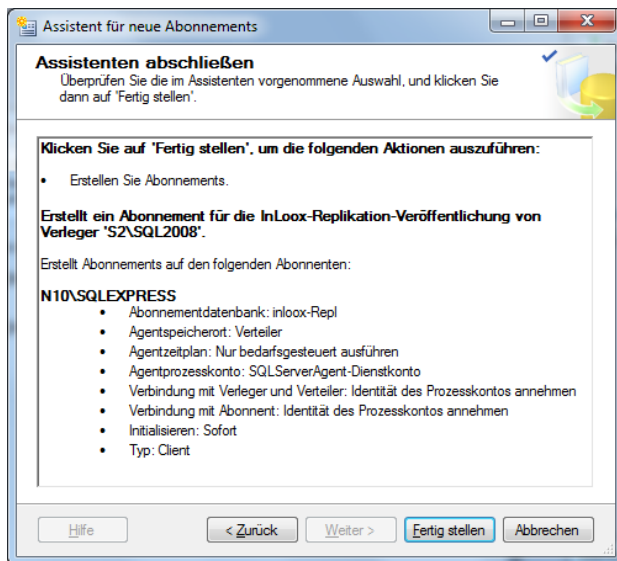 Assistent für neue Abonnements
Assistenten abschließen
Überprüfen Sie die im Assistenten vorgenommene Auswahl, und klicken Sie
dann auf 'Fertig stellen'.
Klicken Sie auf 'Fertig stellen', um die folgenden Aktionen auszuführen:
• Erstellen Sie Abonnements.
Erstellt ein Abonnement für die InLoox-Replikation-Veröffentlichung von
Verleger 'S2\SQL2008'.
Erstellt Abonnements auf den folgenden Abonnenten:
N10\SQLEXPRESS
• Abonnementdatenbank: inloox-Repl
• Agentspeicherort: Verteiler
• Agentzeitplan: Nur bedarfsgesteuert ausführen
• Agentprozesskonto: SQLServerAgent-Dienstkonto
• Verbindung mit Verleger und Verteiler: Identität des Prozesskontos annehmen
• Verbindung mit Abonnent: Identität des Prozesskontos annehmen
• Initialisieren: Sofort
• Typ: Client
Hilfe < Zurück Weiter > Fertig stellen Abbrechen